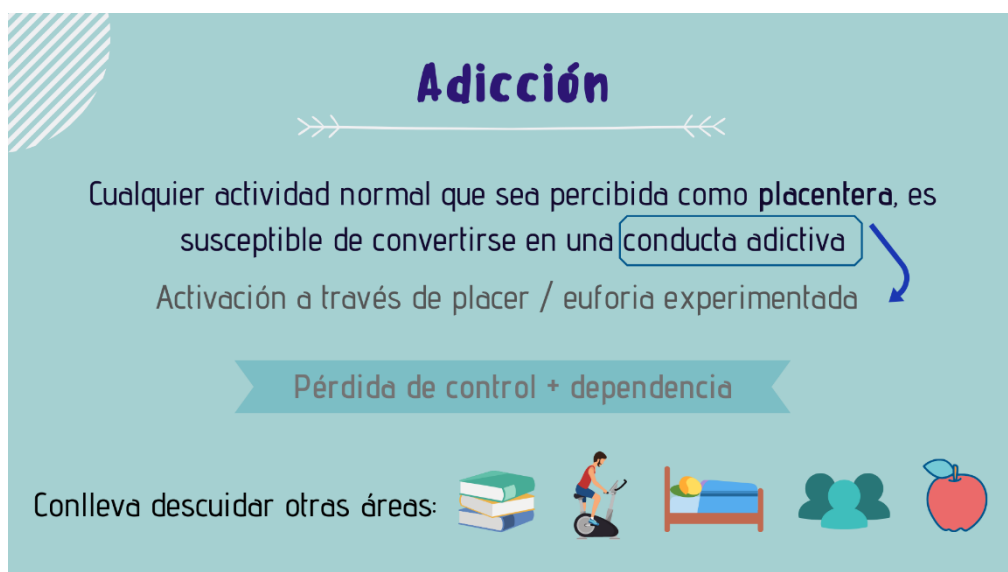 Adicción
Cualquier actividad normal que sea percibida como placentera, es
susceptible de convertirse en una conducta adictiva
Activación a través de placer / euforia experimentada
Pérdida de control + dependencia
Conlleva descuidar otras áreas: